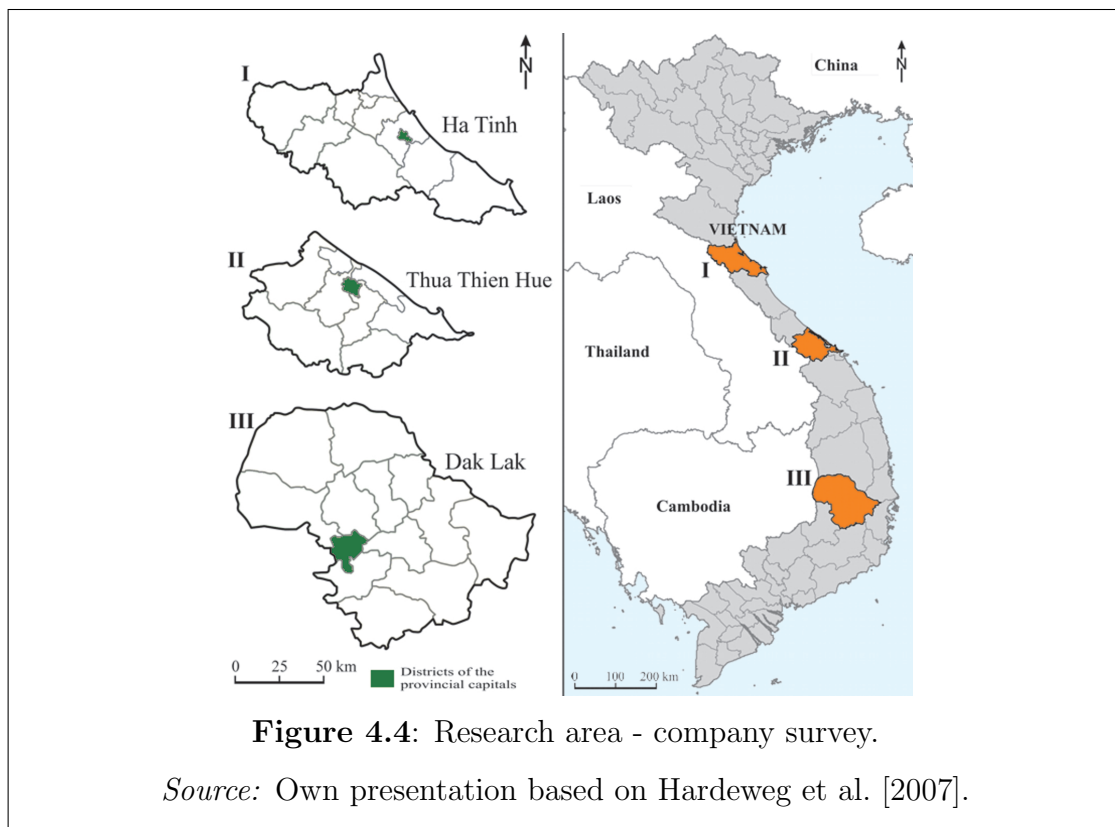 N
I
Ha Tinh
II
Thua Thien Hue
III
Dak Lak
0 25 50 km
Districts of the
provincial capitals
China
N
Laos
VIETNAM
I
Thailand
II
III
Cambodia
0 100 200 km
Figure 4.4: Research area - company survey.
Source: Own presentation based on Hardeweg et al. [2007].